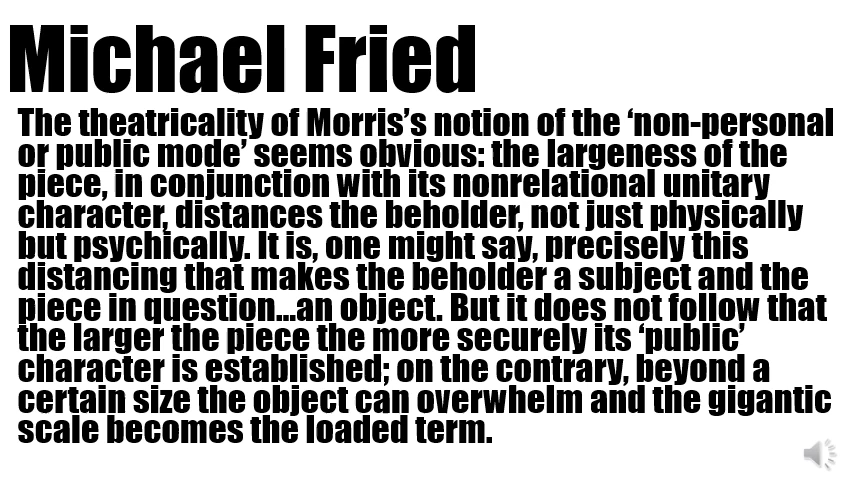 Michael Fried
The theatricality of Morris’s notion of the ‘non-personal
or public mode’ seems obvious: the largeness of the
piece, in conjunction with its nonrelational unitary
character, distances the beholder, not just physically
but psychically. It is, one might say, precisely this
distancing that makes the beholder a subject and the
piece in question...an object. But it does not follow that
the larger the piece the more securely its ‘public’
character is established; on the contrary, beyond a
certain size the object can overwhelm and the gigantic
scale becomes the loaded term.